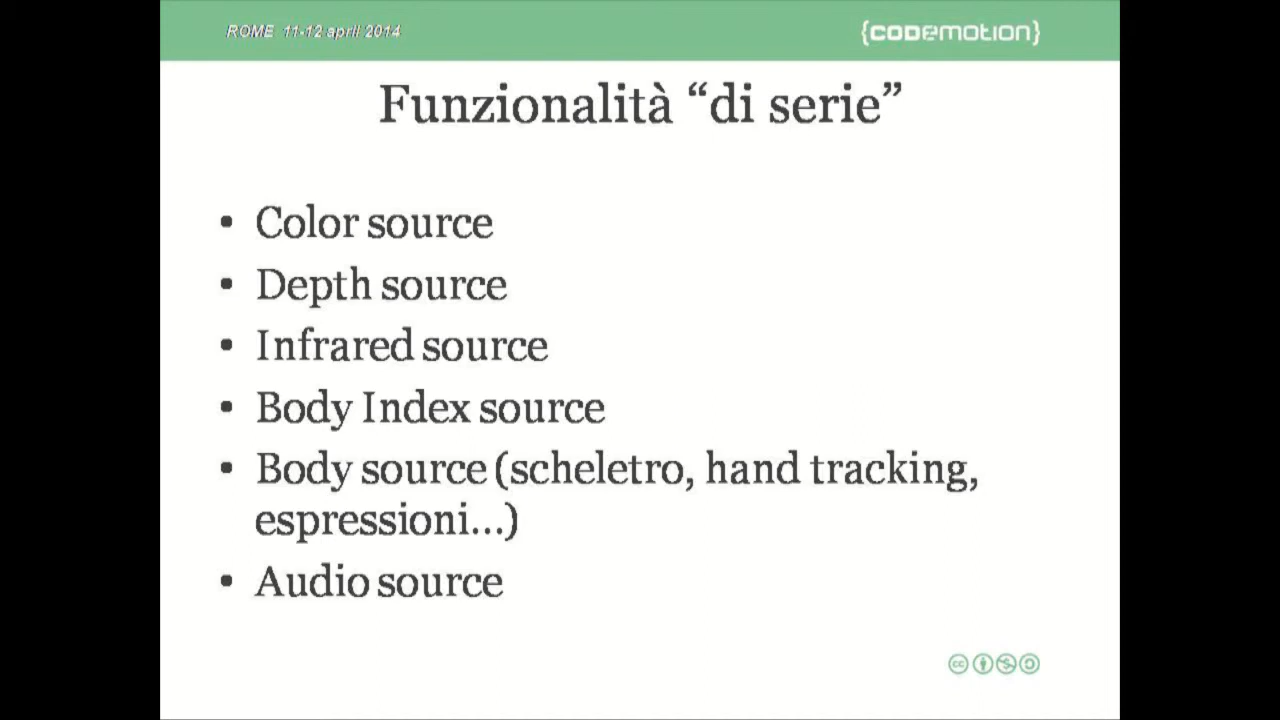 ROME 11-12 april 2014
{CODEMOTION}
Funzionalità “di serie”
• Color source
• Depth source
• Infrared source
• Body Index source
• Body source (scheletro, hand tracking,
espressioni…)
• Audio source
cc